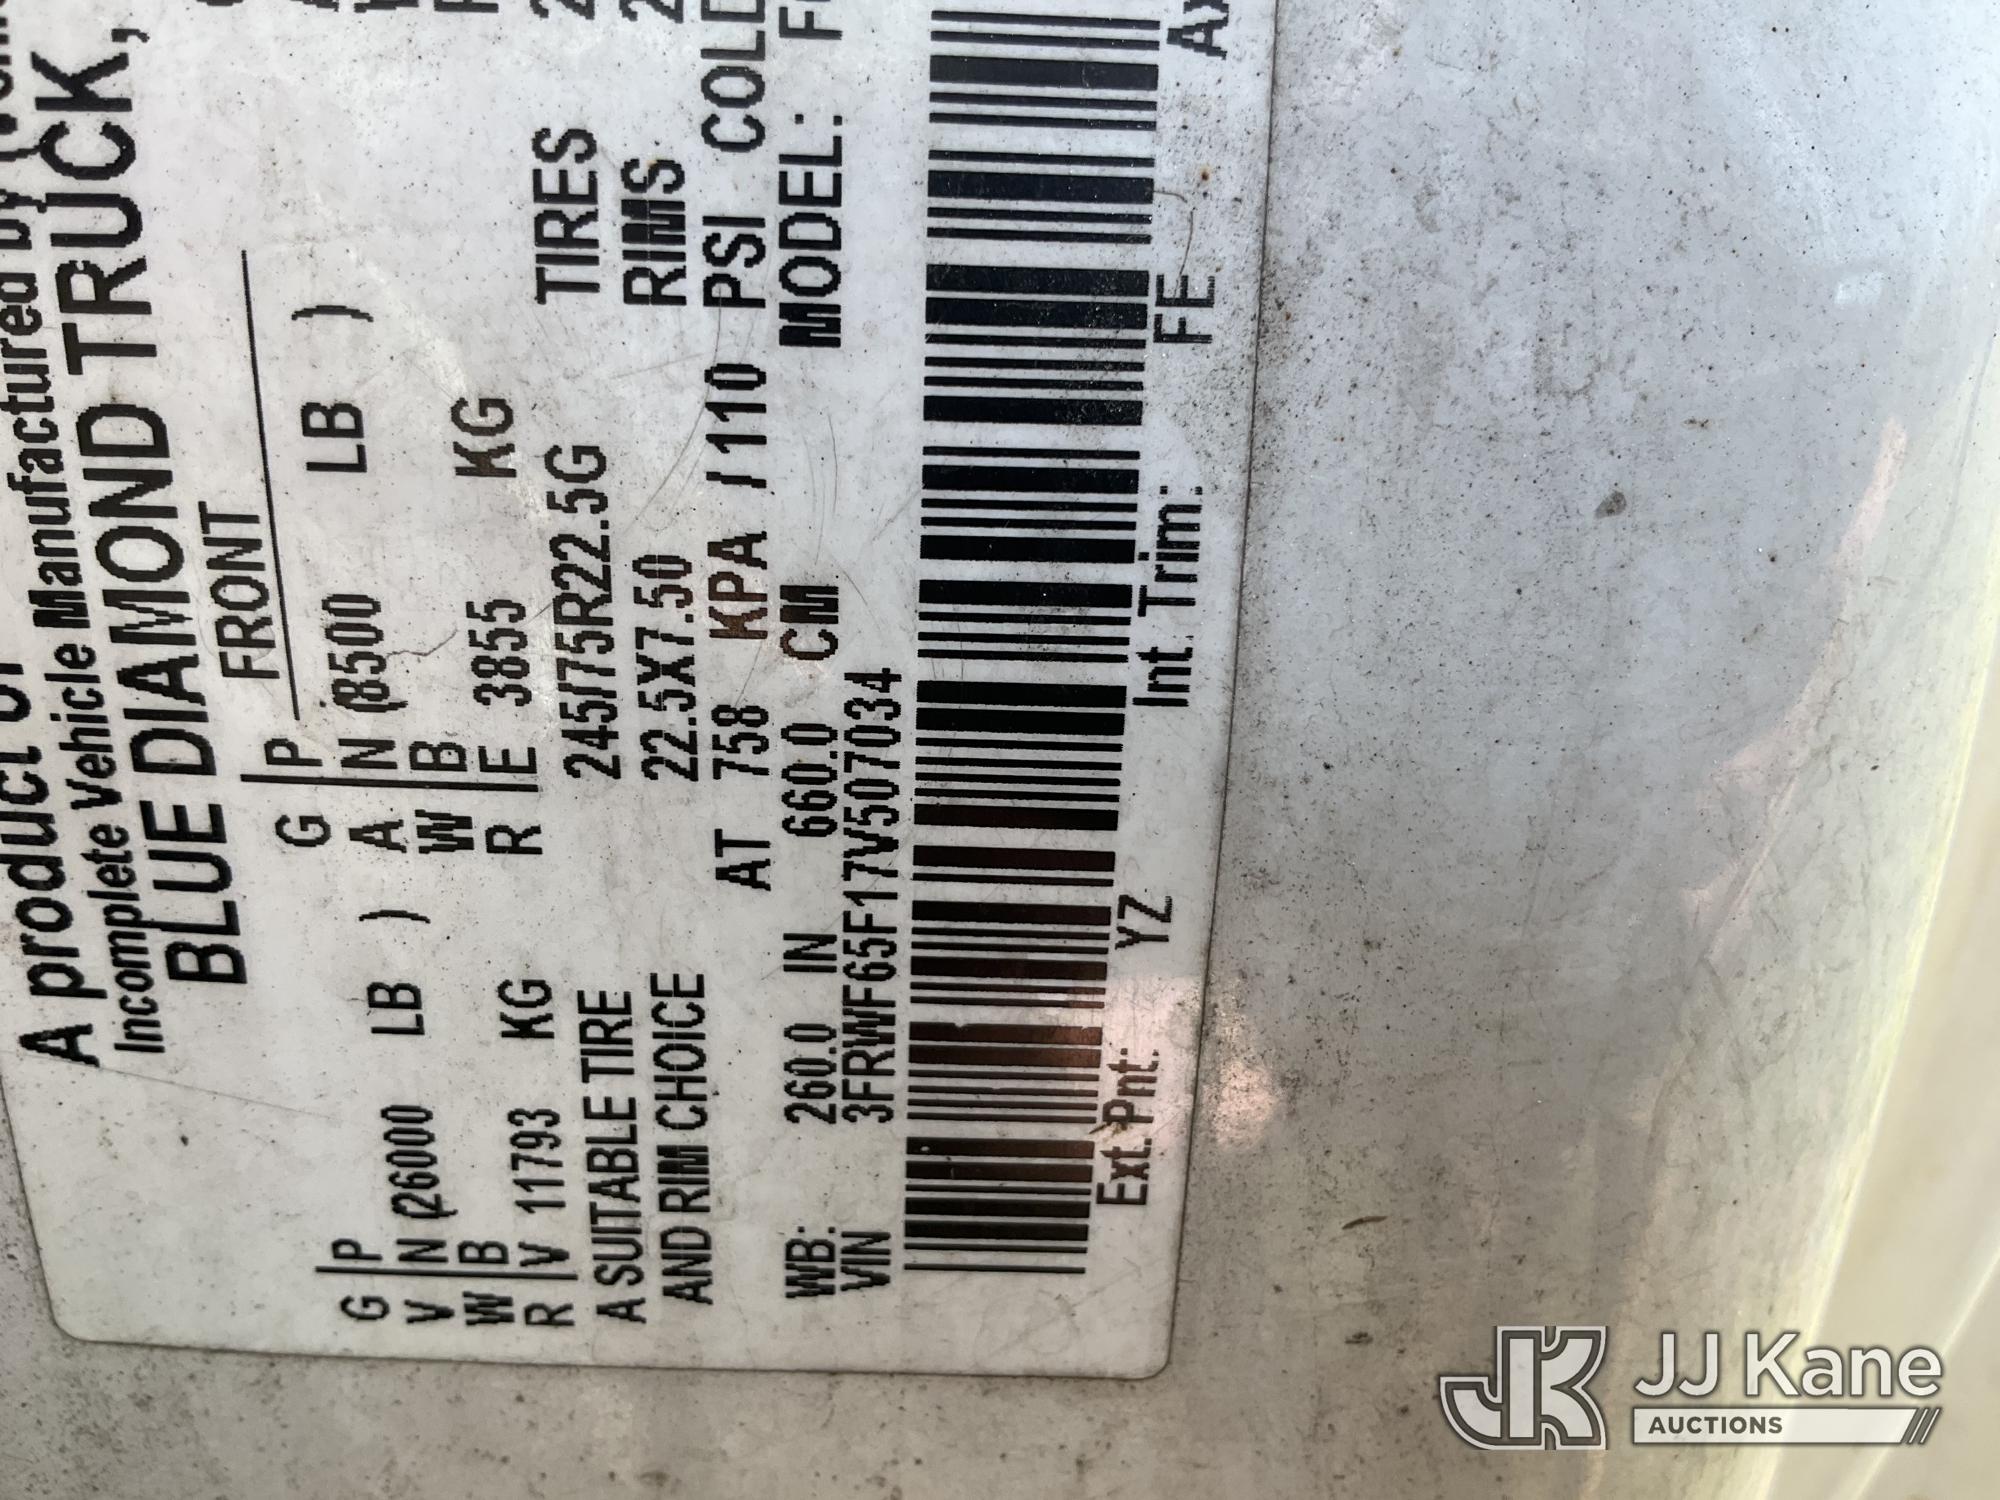 A product of
Incomplete Vehicle Manufactured by
BLUE DIAMOND TRUCK,
FRONT
G P
V N (26000 LB )
W B
R V 11793 KG
G P
A N (8500 LB )
W B
R E 3855 KG
A SUITABLE TIRE 245/75R22.5G TIRES
AND RIM CHOICE 22.5X7.50 RIMS
AT 758 KPA /110 PSI COLD
WB: 260.0 IN 660.0 CM MODEL:
VIN 3FRWF65F17V507034
Ext. Pnt: YZ Int. Trim: FE
JJ Kane
AUCTIONS